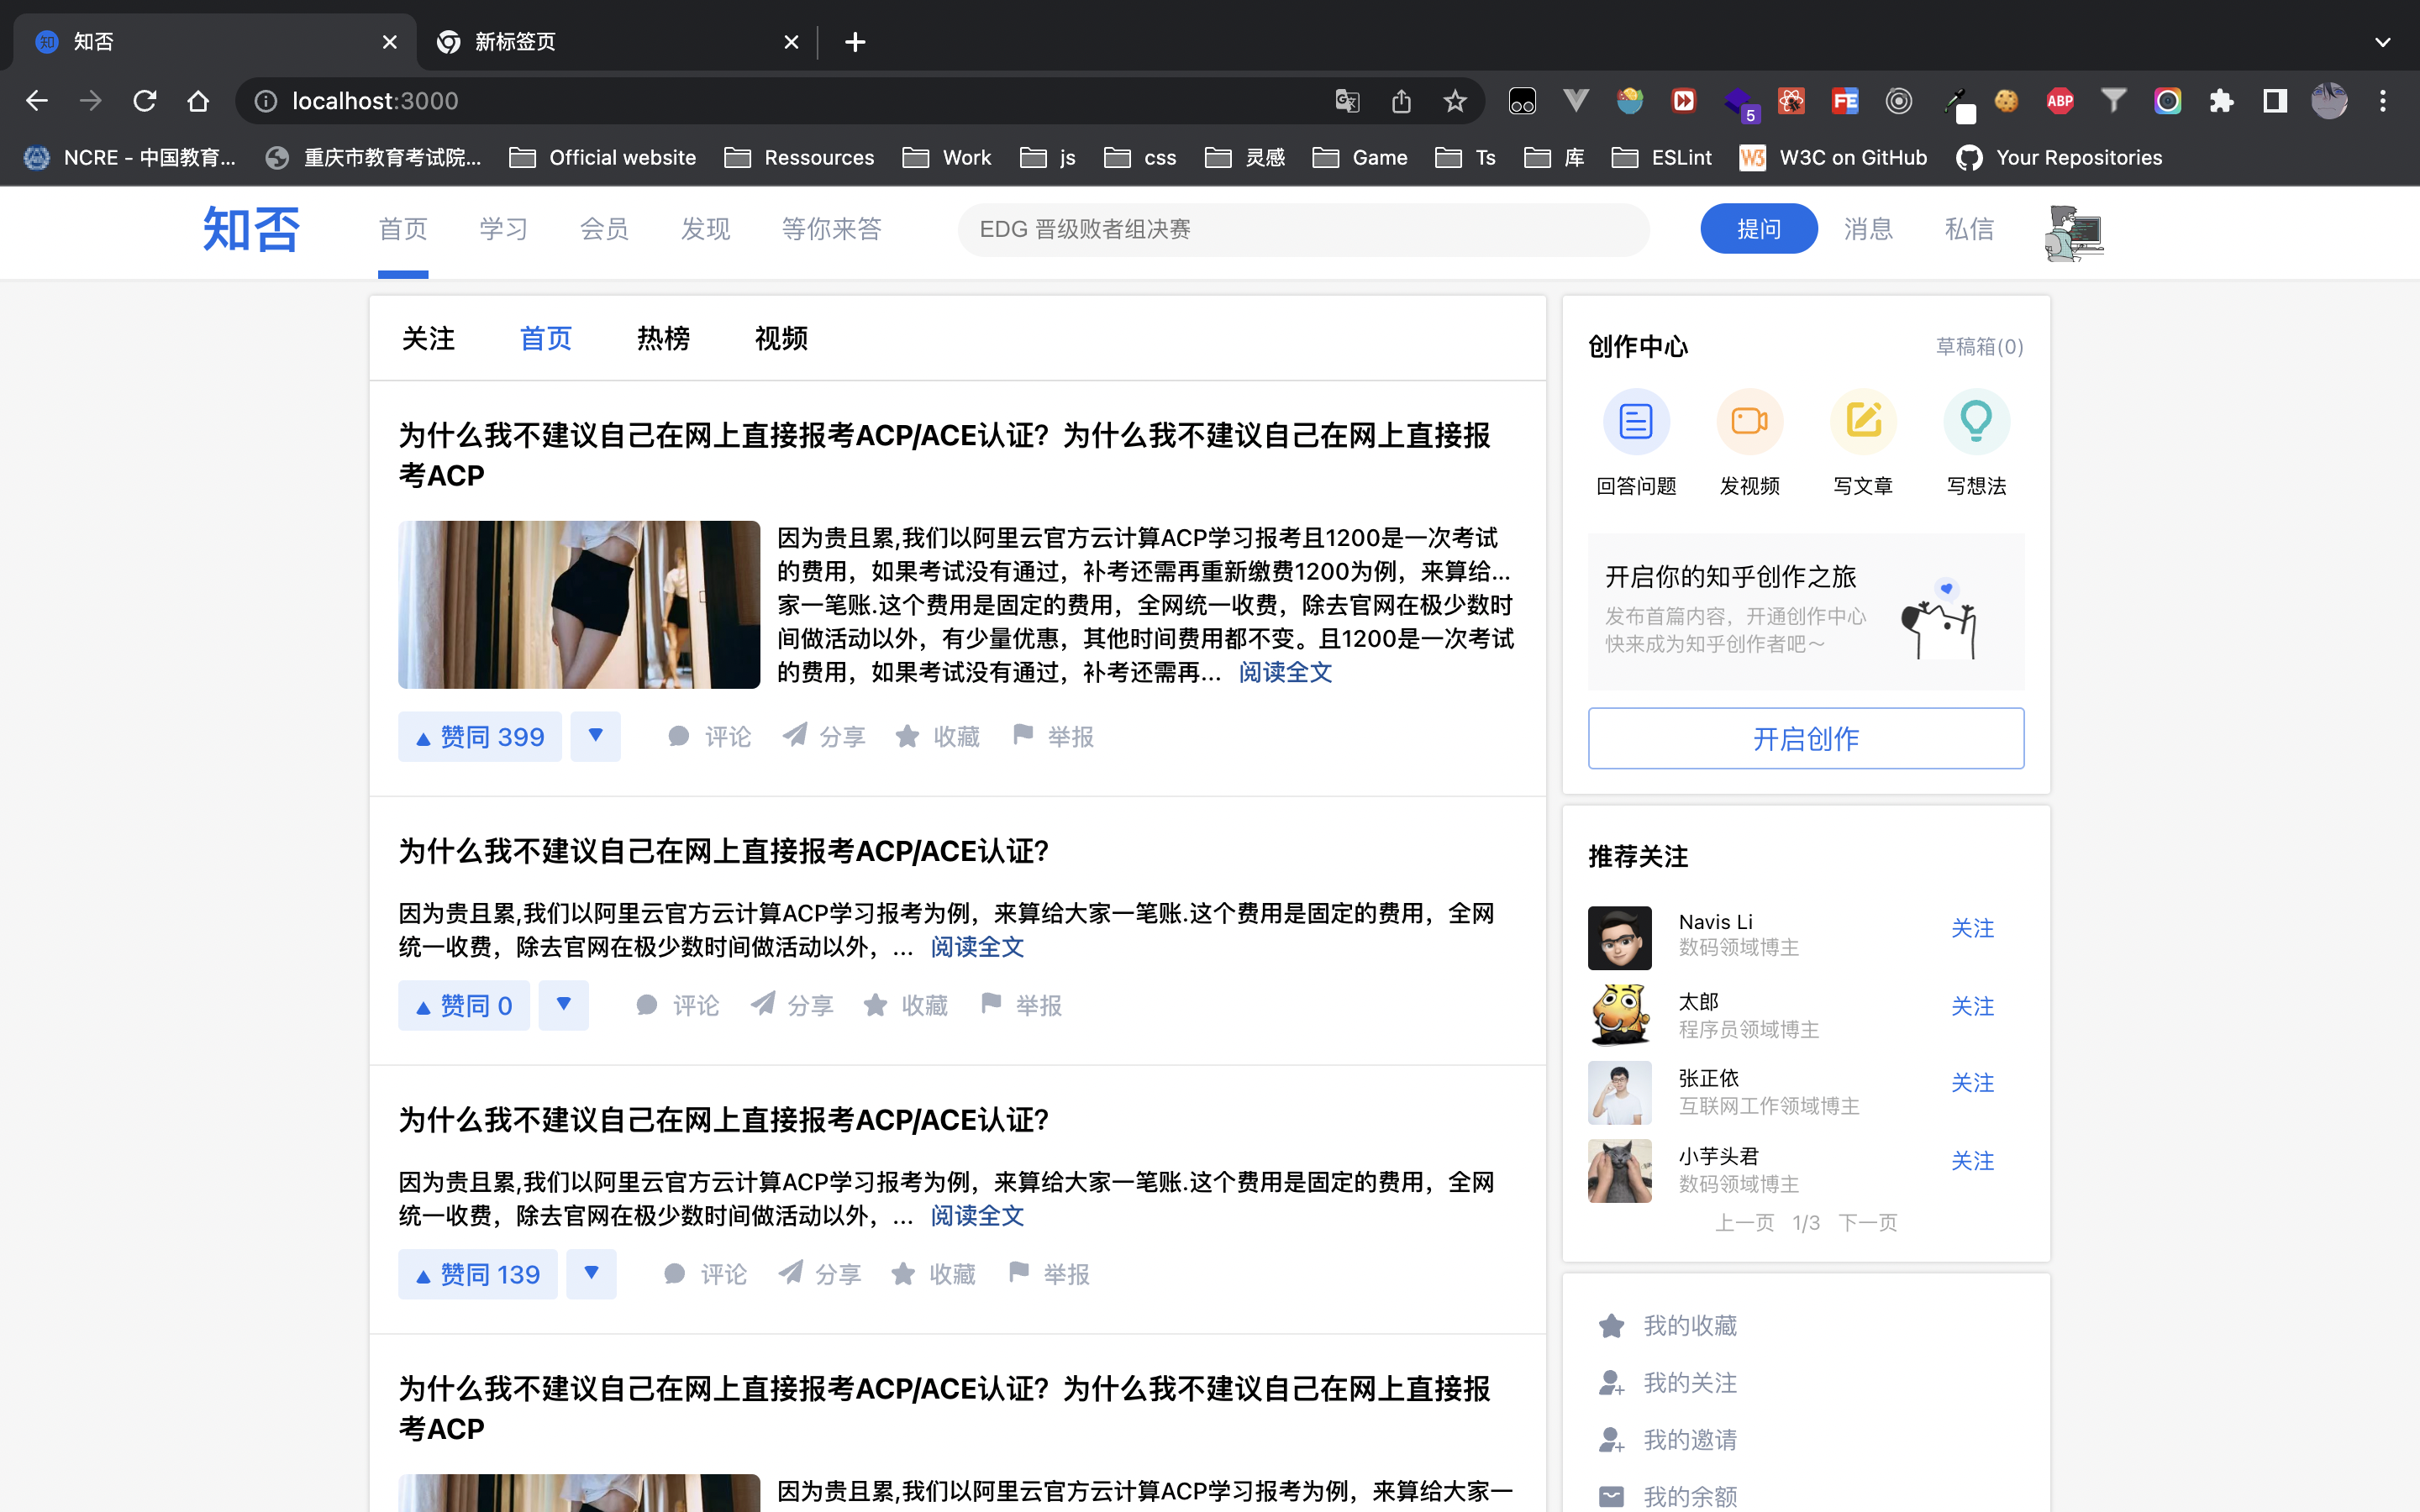 知否
新标签页
localhost:3000
5
FE
ABP
NCRE - 中国教育...
重庆市教育考试院...
Official website
Ressources
Work
js
css
灵感
Game
Ts
库
ESLint
W3C on GitHub
Your Repositories
知否
首页
学习
会员
发现
等你来答
EDG 晋级败者组决赛
提问
消息
私信
关注
首页
热榜
视频
为什么我不建议自己在网上直接报考ACP/ACE认证？为什么我不建议自己在网上直接报
考ACP
因为贵且累,我们以阿里云官方云计算ACP学习报考且1200是一次考试
的费用，如果考试没有通过，补考还需再重新缴费1200为例，来算给...
家一笔账.这个费用是固定的费用，全网统一收费，除去官网在极少数时
间做活动以外，有少量优惠，其他时间费用都不变。且1200是一次考试
的费用，如果考试没有通过，补考还需再... 阅读全文
赞同 399
评论
分享
收藏
举报
为什么我不建议自己在网上直接报考ACP/ACE认证?
因为贵且累,我们以阿里云官方云计算ACP学习报考为例，来算给大家一笔账.这个费用是固定的费用，全网
统一收费，除去官网在极少数时间做活动以外，... 阅读全文
赞同 0
评论
分享
收藏
举报
为什么我不建议自己在网上直接报考ACP/ACE认证?
因为贵且累,我们以阿里云官方云计算ACP学习报考为例，来算给大家一笔账.这个费用是固定的费用，全网
统一收费，除去官网在极少数时间做活动以外，... 阅读全文
赞同 139
评论
分享
收藏
举报
为什么我不建议自己在网上直接报考ACP/ACE认证？为什么我不建议自己在网上直接报
考ACP
因为贵且累,我们以阿里云官方云计算ACP学习报考为例，来算给大家一
创作中心
草稿箱(0)
回答问题
发视频
写文章
写想法
开启你的知乎创作之旅
发布首篇内容，开通创作中心
快来成为知乎创作者吧～
开启创作
推荐关注
Navis Li
数码领域博主
关注
太郎
程序员领域博主
关注
张正依
互联网工作领域博主
关注
小芋头君
数码领域博主
关注
上一页 1/3 下一页
我的收藏
我的关注
我的邀请
我的余额